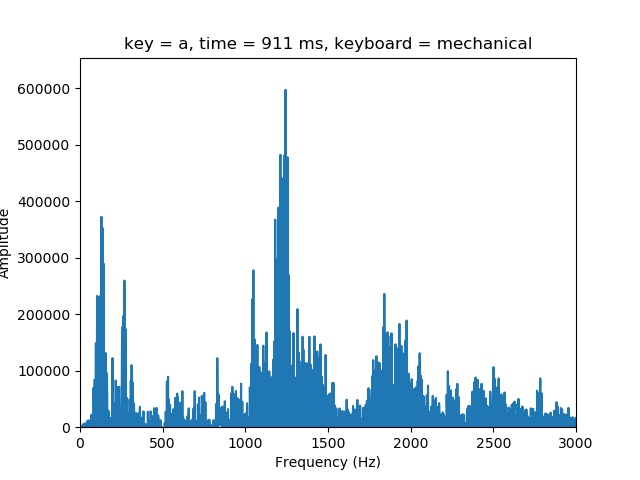 key = a, time = 911 ms, keyboard = mechanical
600000
500000
400000
300000
200000
100000
0
Amplitude
0 500 1000 1500 2000 2500 3000
Frequency (Hz)